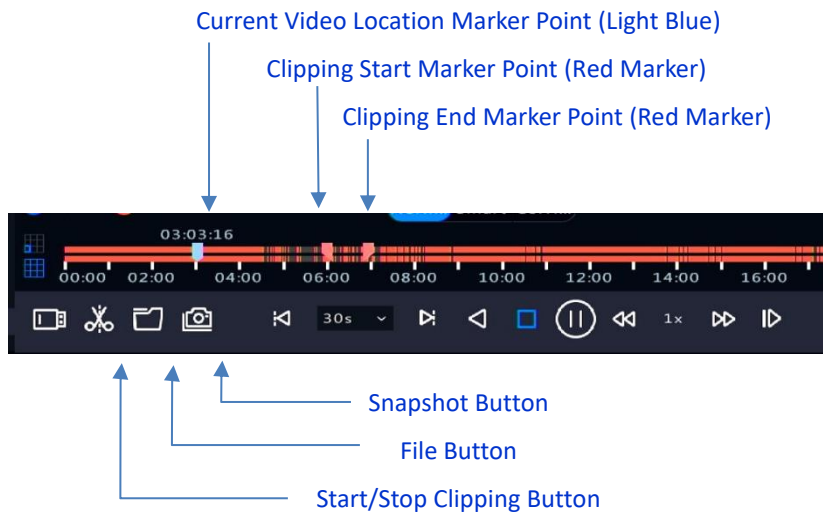 Current Video Location Marker Point (Light Blue)
Clipping Start Marker Point (Red Marker)
Clipping End Marker Point (Red Marker)
03:03:16
00:00 02:00 04:00 06:00 08:00 10:00 12:00 14:00 16:00
30s 1x
Snapshot Button
File Button
Start/Stop Clipping Button